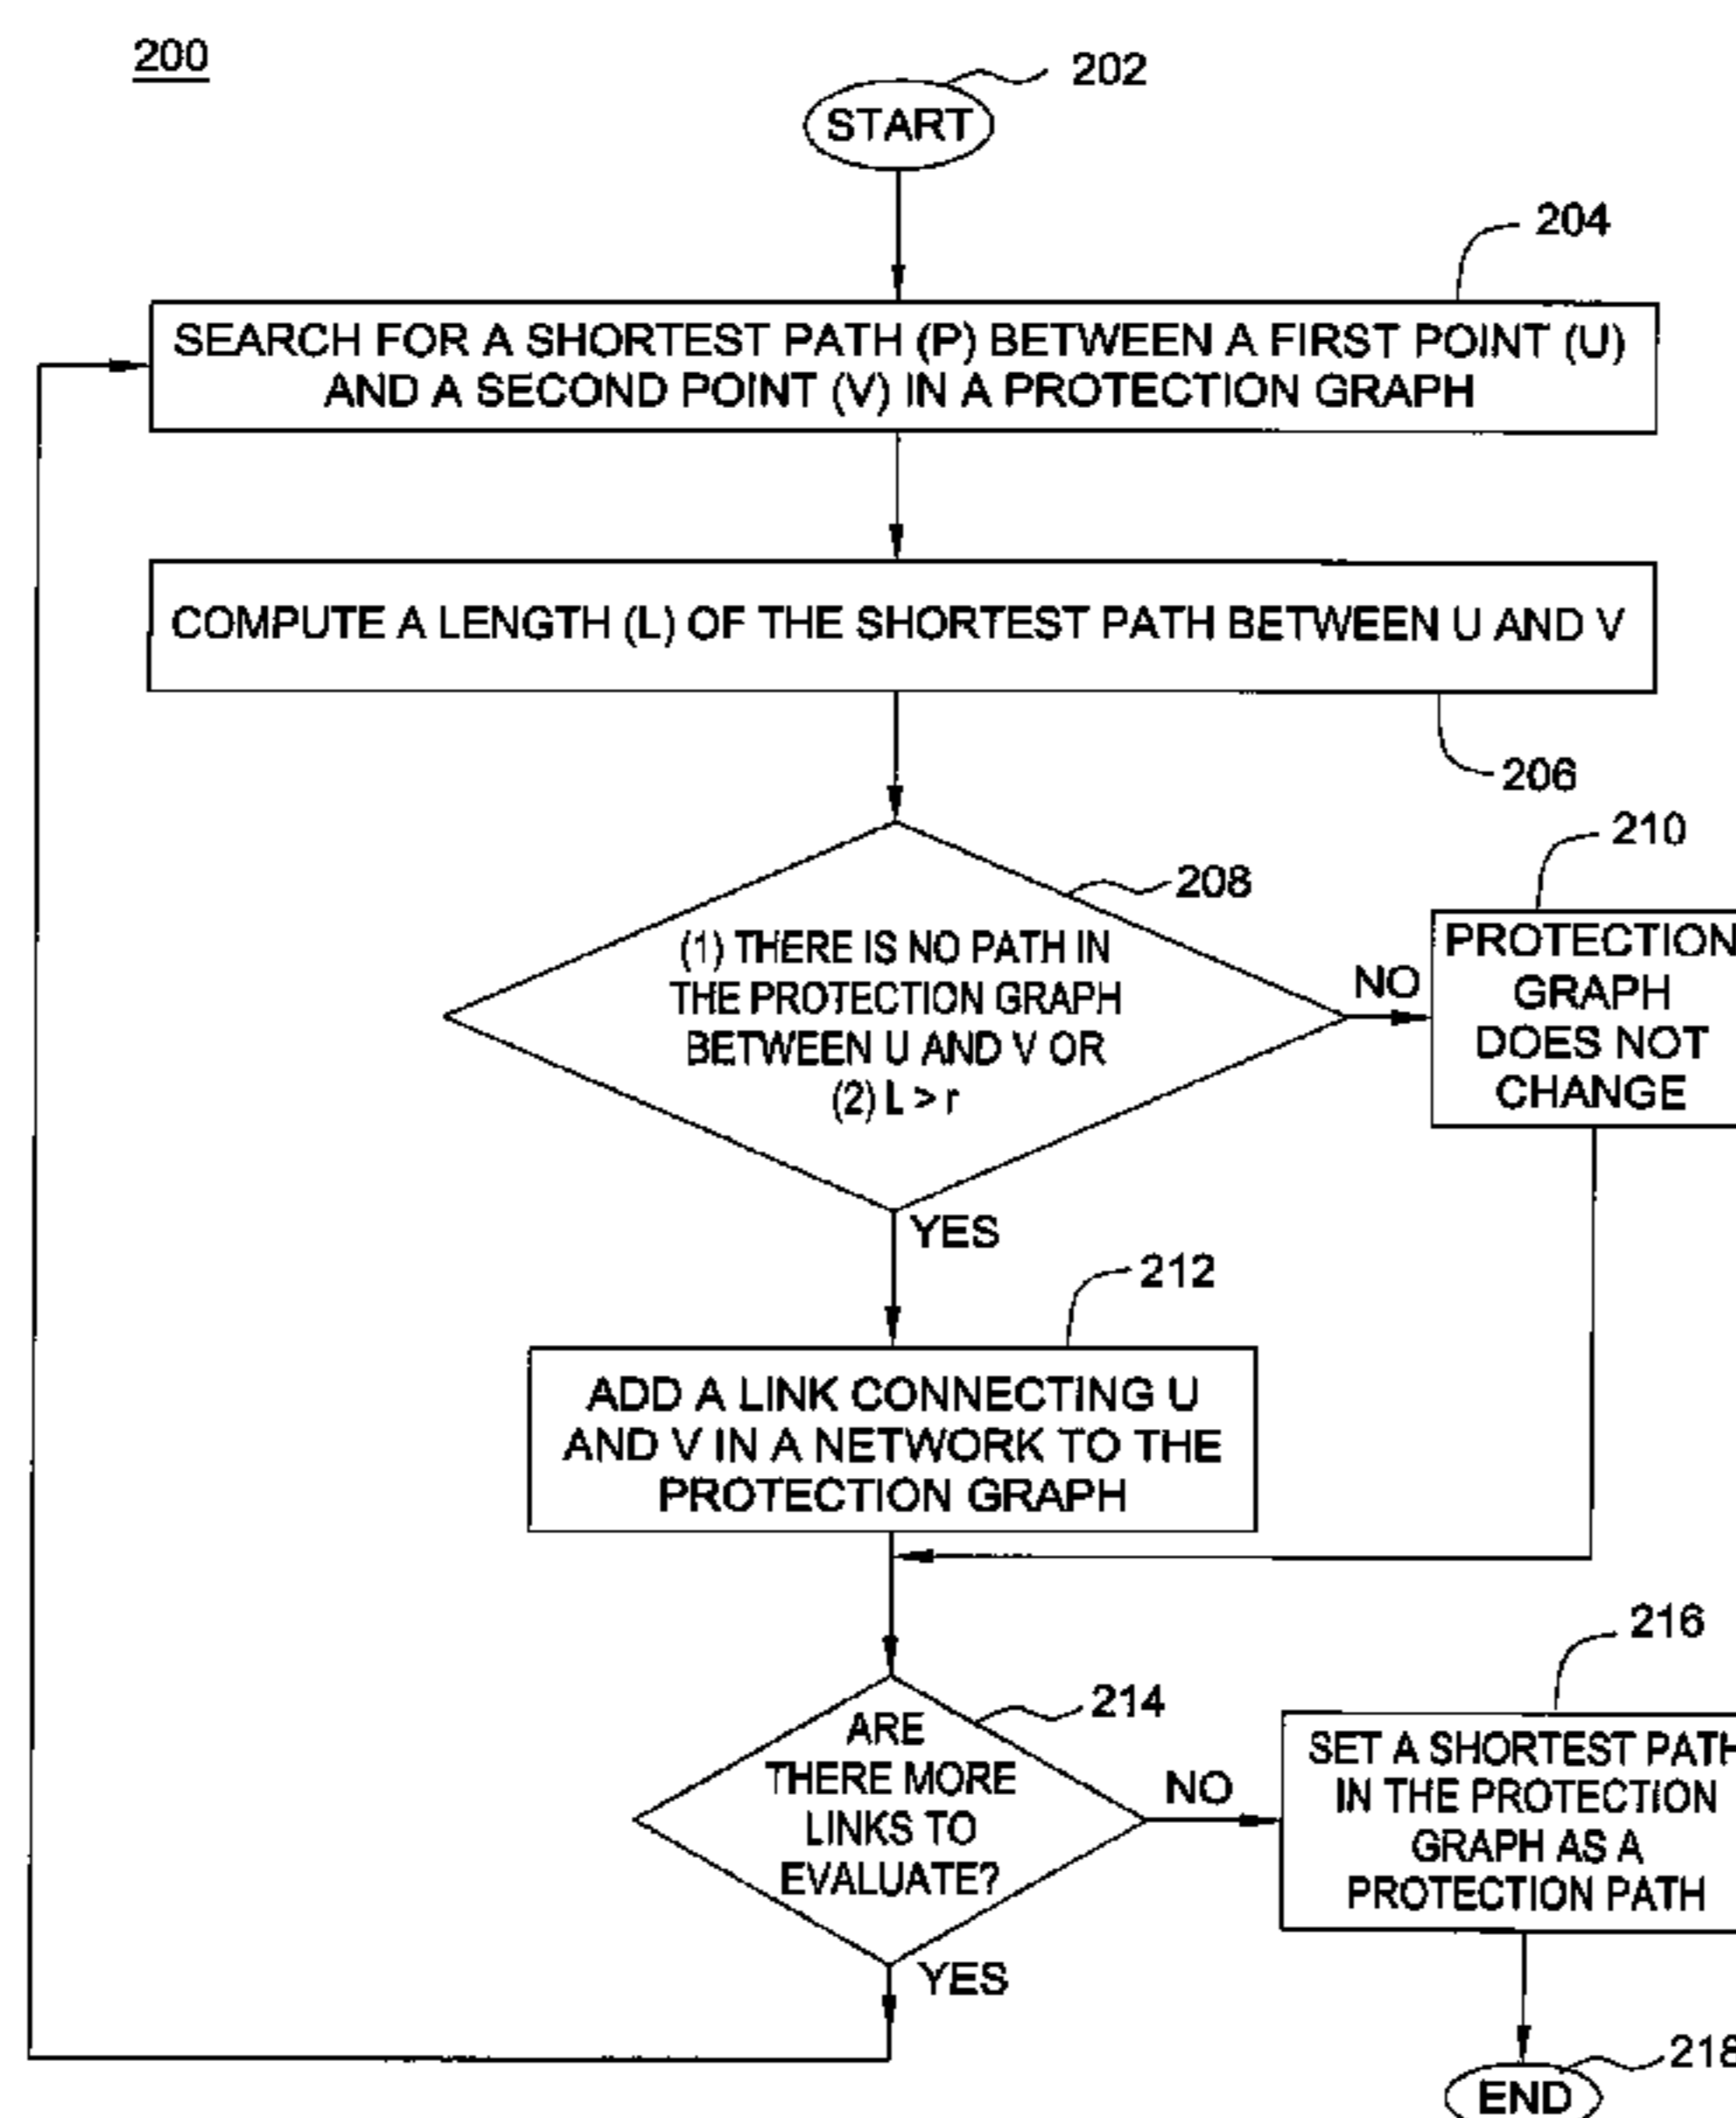 200
202
START
204
SEARCH FOR A SHORTEST PATH (P) BETWEEN A FIRST POINT (U)
AND A SECOND POINT (V) IN A PROTECTION GRAPH
COMPUTE A LENGTH (L) OF THE SHORTEST PATH BETWEEN U AND V
206
208
(1) THERE IS NO PATH IN
THE PROTECTION GRAPH
BETWEEN U AND V OR
(2) L > r
NO
210
PROTECTION
GRAPH
DOES NOT
CHANGE
YES
212
ADD A LINK CONNECTING U
AND V IN A NETWORK TO THE
PROTECTION GRAPH
214
ARE
THERE MORE
LINKS TO
EVALUATE?
NO
216
SET A SHORTEST PATH
IN THE PROTECTION
GRAPH AS A
PROTECTION PATH
YES
218
END